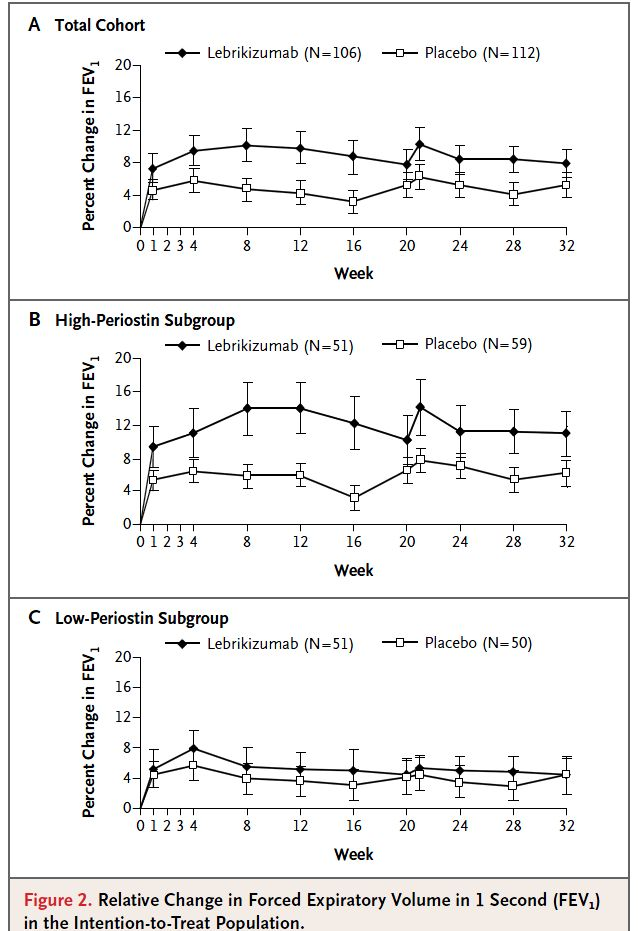 A Total Cohort
Lebrikizumab (N=106) Placebo (N=112)
Percent Change in FEV1
20
16
12
8
4
0
0 1 2 3 4 8 12 16 20 24 28 32
Week
B High-Periostin Subgroup
Lebrikizumab (N=51) Placebo (N=59)
Percent Change in FEV1
20
16
12
8
4
0
0 1 2 3 4 8 12 16 20 24 28 32
Week
C Low-Periostin Subgroup
Lebrikizumab (N=51) Placebo (N=50)
Percent Change in FEV1
20
16
12
8
4
0
0 1 2 3 4 8 12 16 20 24 28 32
Week
Figure 2. Relative Change in Forced Expiratory Volume in 1 Second (FEV1)
in the Intention-to-Treat Population.